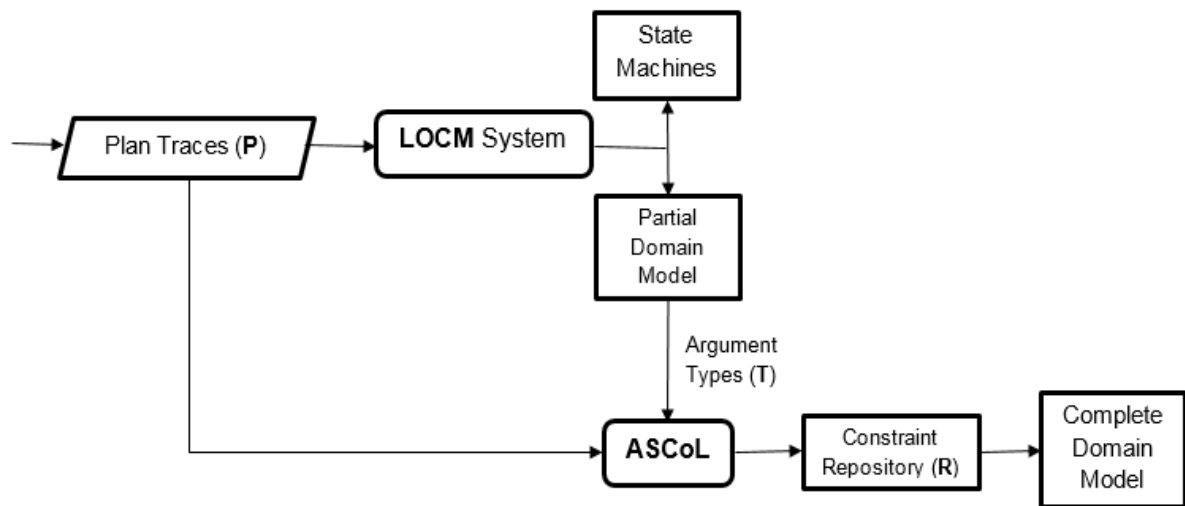 State
Machines
Plan Traces (P)
LOCM System
Partial
Domain
Model
Argument
Types (T)
ASCoL
Constraint
Repository (R)
Complete
Domain
Model